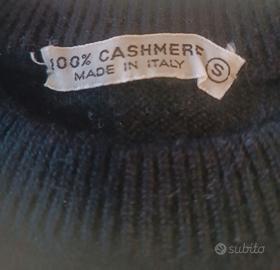 100% CASHMERE
MADE IN ITALY
S
subito